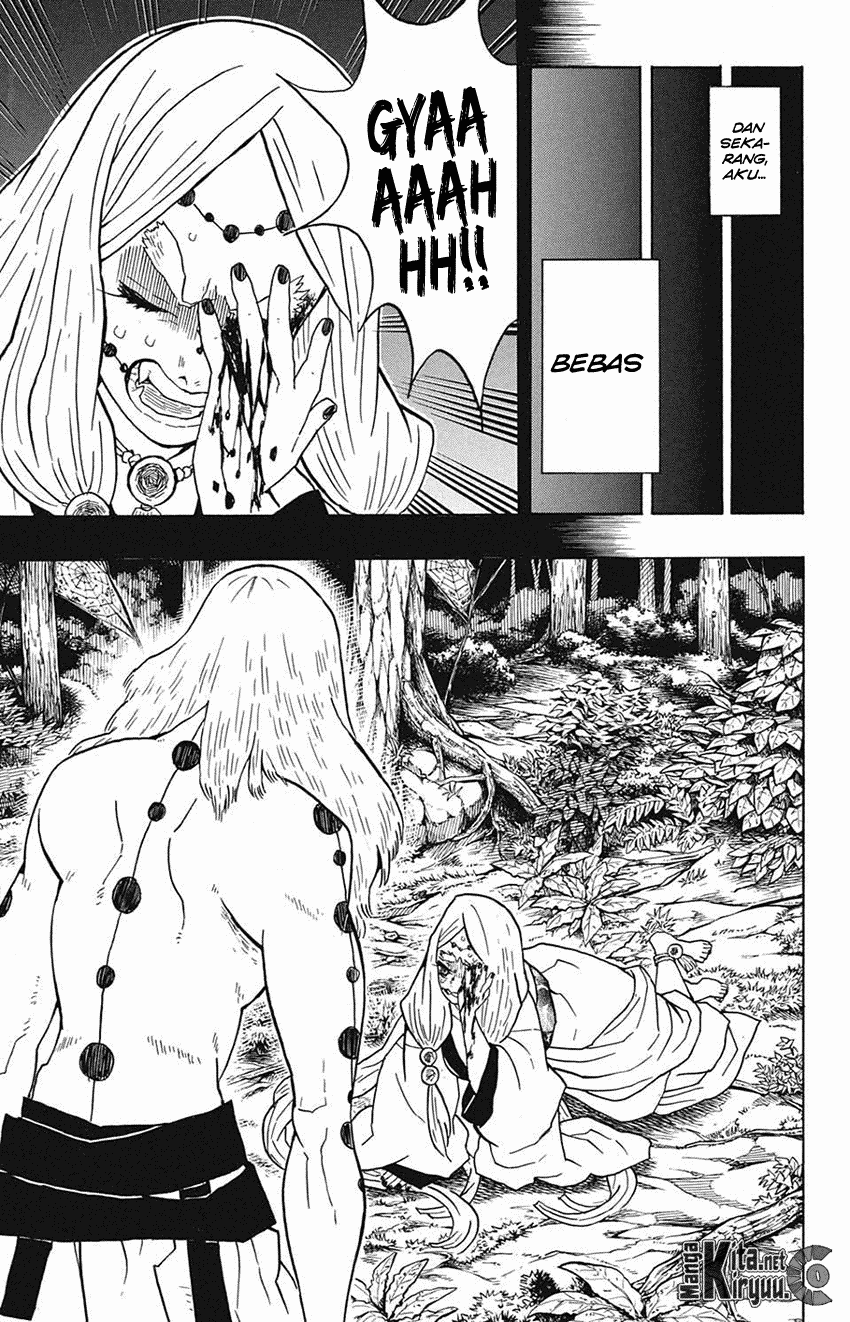 DAN
SEKA-
RANG,
AKU...
BEBAS
GYAA
AAAH
HH!!
MangaKita.net
Kiryuu.